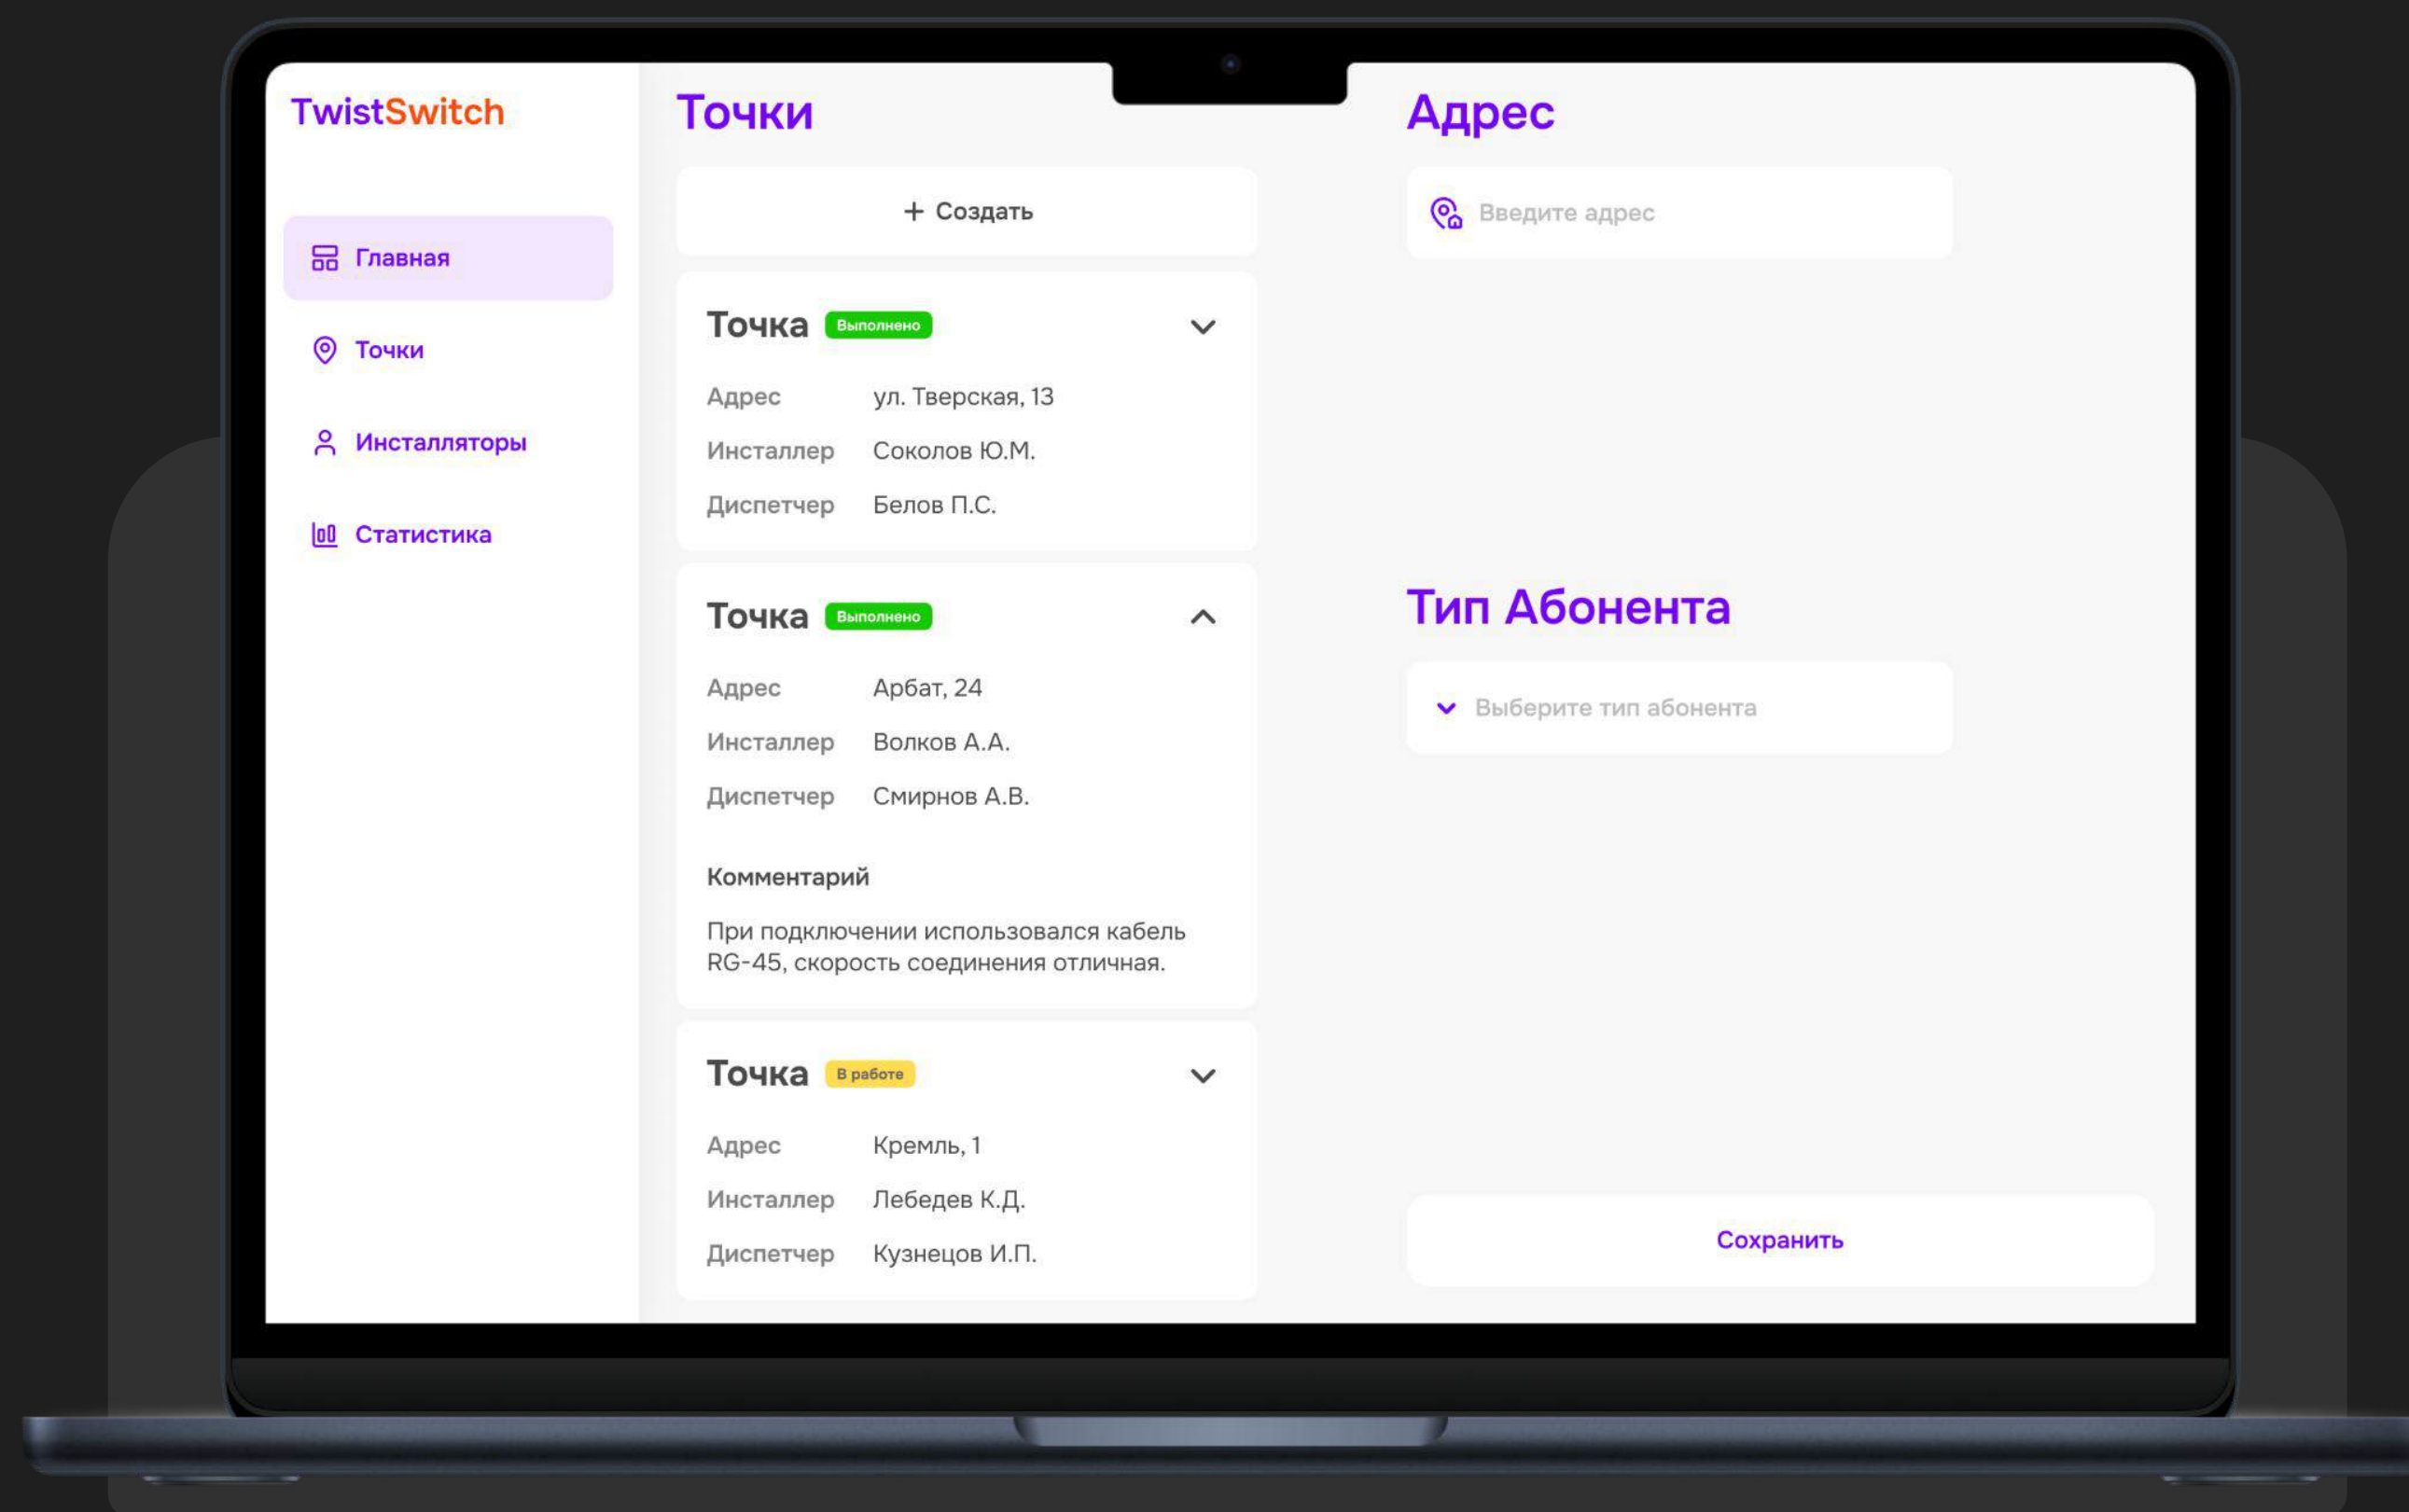 TwistSwitch
Главная
Точки
Инсталляторы
Статистика
Точки
+ Создать
Точка Выполнено
Адрес ул. Тверская, 13
Инсталлер Соколов Ю.М.
Диспетчер Белов П.С.
Точка Выполнено
Адрес Арбат, 24
Инсталлер Волков А.А.
Диспетчер Смирнов А.В.
Комментарий
При подключении использовался кабель
RG-45, скорость соединения отличная.
Точка В работе
Адрес Кремль, 1
Инсталлер Лебедев К.Д.
Диспетчер Кузнецов И.П.
Адрес
Введите адрес
Тип Абонента
Выберите тип абонента
Сохранить